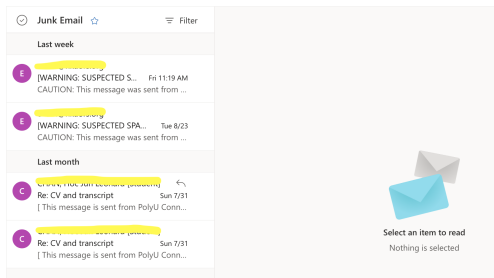 Junk Email
Filter
Last week
E
[WARNING: SUSPECTED S... Fri 11:19 AM
CAUTION: This message was sent from ...
E
[WARNING: SUSPECTED SPA... Tue 8/23
CAUTION: This message was sent from ...
Last month
C
Re: CV and transcript Sun 7/31
[ This message is sent from PolyU Conn...
C
Re: CV and transcript Sun 7/31
[ This message is sent from PolyU Conn...
Select an item to read
Nothing is selected